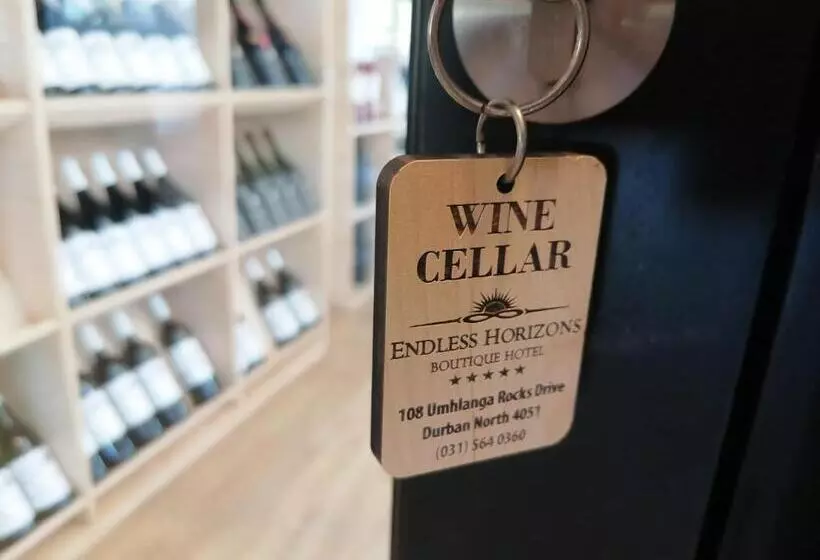 WINE
CELLAR
ENDLESS HORIZONS
BOUTIQUE HOTEL
★★★★★
108 Umhlanga Rocks Drive
Durban North 4051
(031) 564 0360